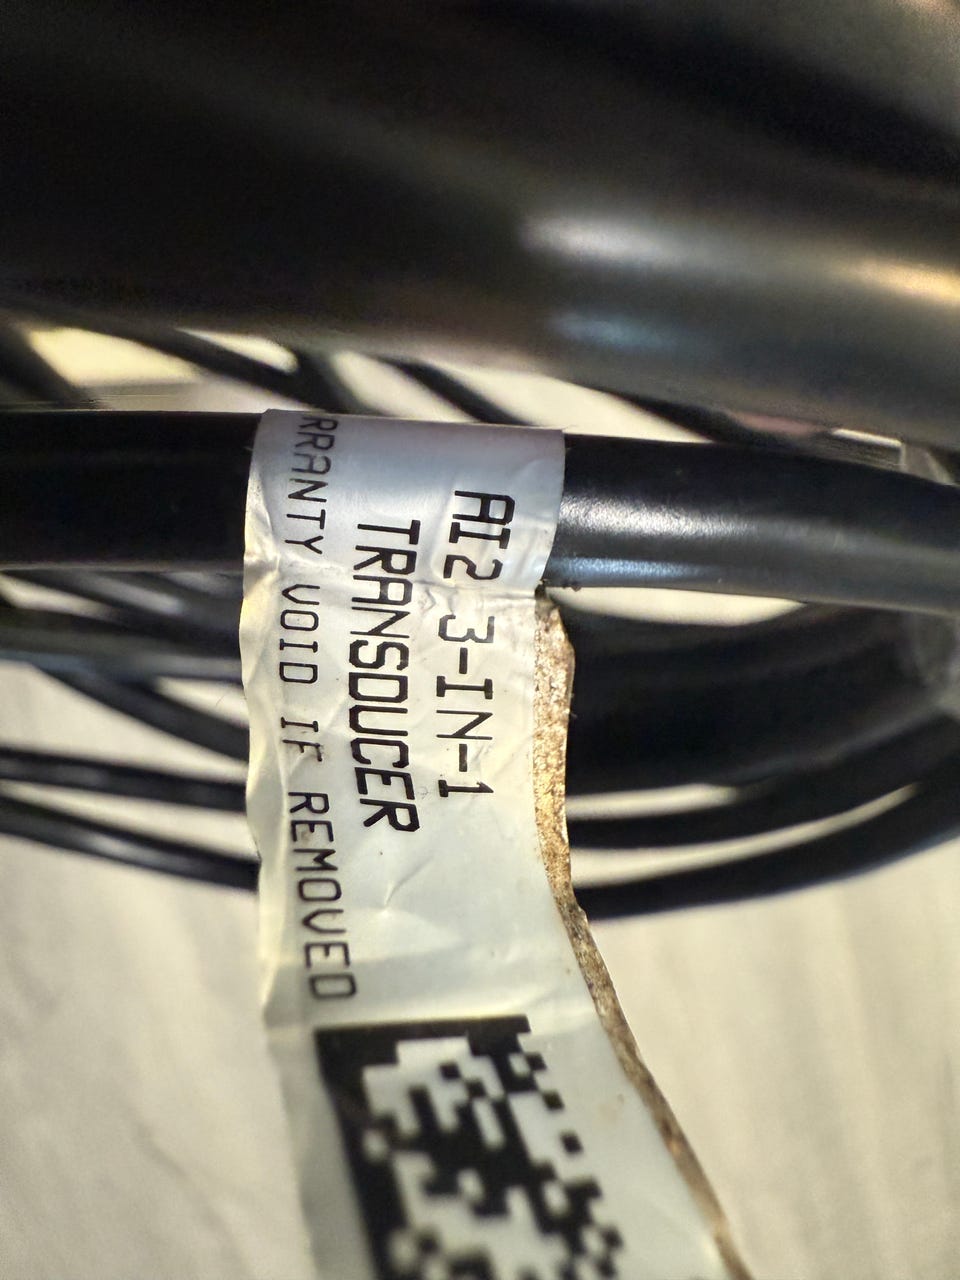 AI2 3-IN-1
TRANSDUCER
RRANTY VOID IF REMOVED